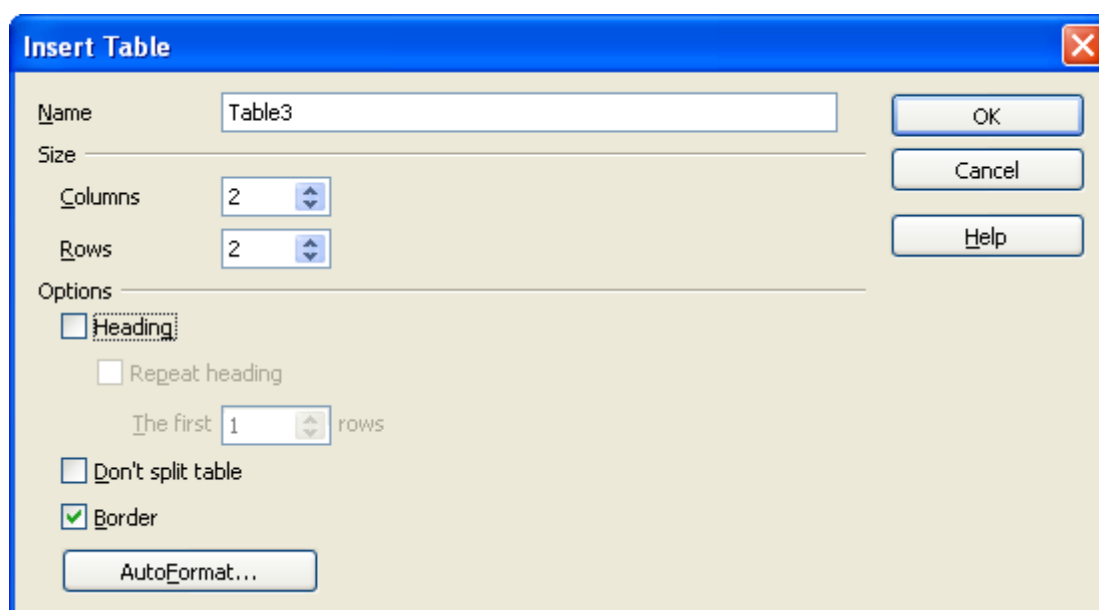 Insert Table
Name Table3 OK
Size Cancel
Columns 2
Rows 2 Help
Options
Heading
Repeat heading
The first 1 rows
Don't split table
Border
AutoFormat...